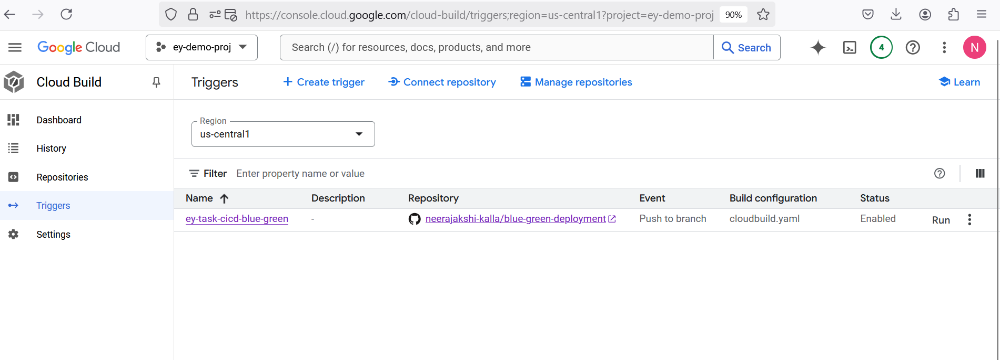 https://console.cloud.google.com/cloud-build/triggers;region=us-central1?project=ey-demo-proj 90%
Google Cloud ey-demo-proj Search (/) for resources, docs, products, and more Search 4 N
Cloud Build
Triggers Create trigger Connect repository Manage repositories Learn
Dashboard
History
Repositories
Triggers
Settings
Region
us-central1
Filter Enter property name or value
Name Description Repository Event Build configuration Status
ey-task-cicd-blue-green - neerajakshi-kalla/blue-green-deployment Push to branch cloudbuild.yaml Enabled Run